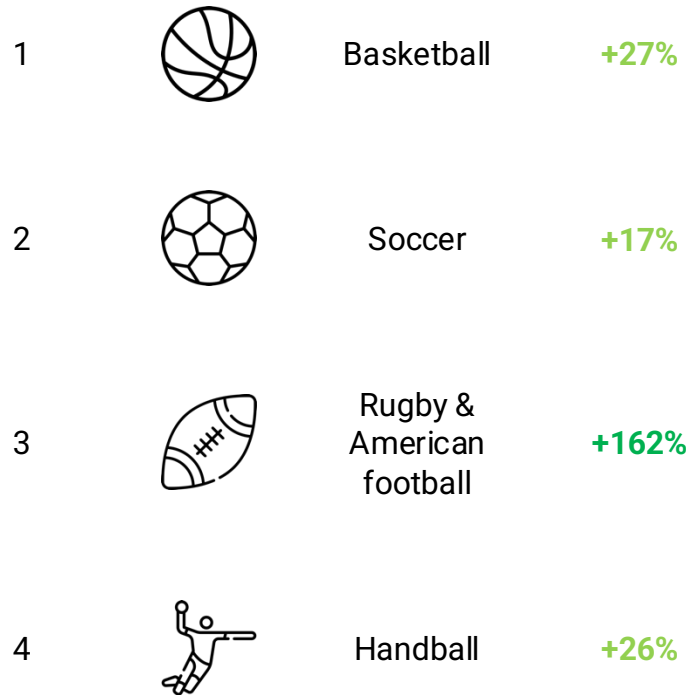 1 Basketball +27%
2 Soccer +17%
Rugby &
3 American +162%
football
4 Handball +26%